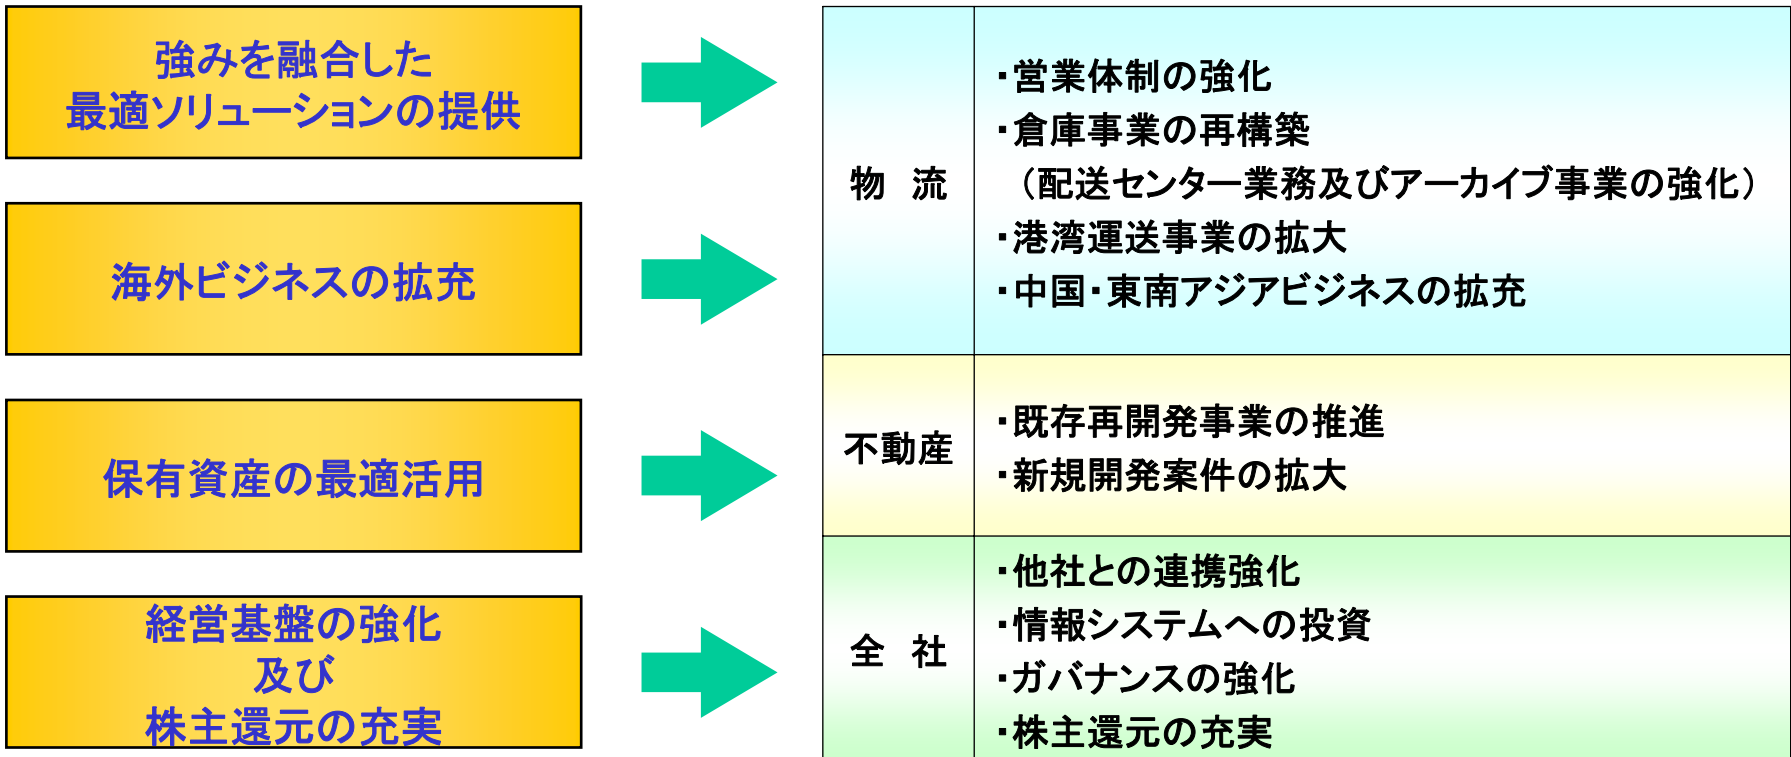 強みを融合した
最適ソリューションの提供
海外ビジネスの拡充
保有資産の最適活用
経営基盤の強化
及び
株主還元の充実
物　流
・営業体制の強化
・倉庫事業の再構築
（配送センター業務及びアーカイブ事業の強化）
・港湾運送事業の拡大
・中国・東南アジアビジネスの拡充
不動産
・既存再開発事業の推進
・新規開発案件の拡大
全　社
・他社との連携強化
・情報システムへの投資
・ガバナンスの強化
・株主還元の充実